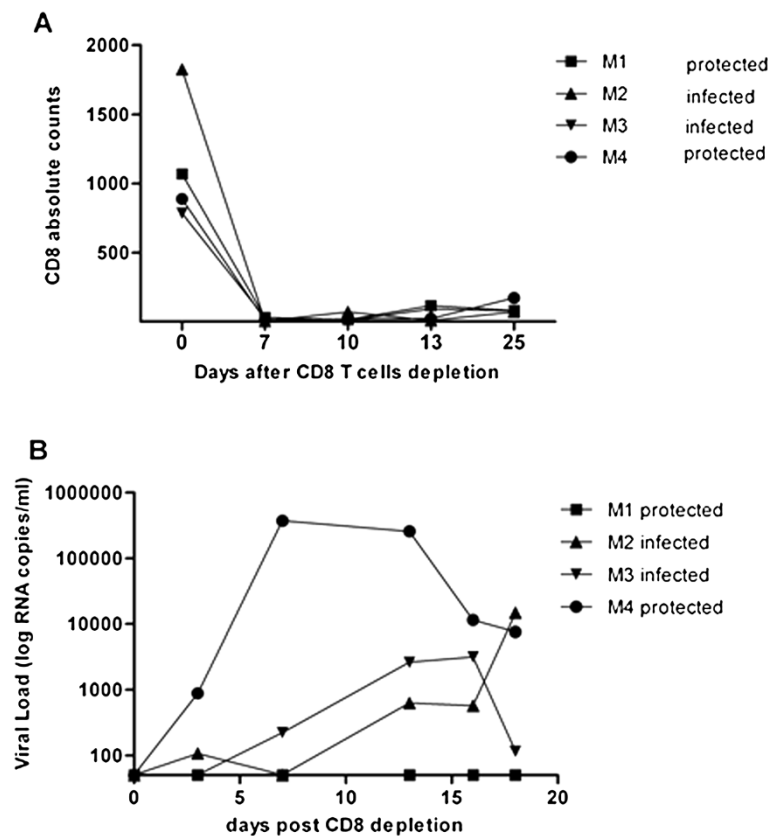 A
CD8 absolute counts
2000
1500
1000
500
0 7 10 13 25
Days after CD8 T cells depletion
M1 protected
M2 infected
M3 infected
M4 protected
B
Viral Load (log RNA copies/ml)
1000000
100000
10000
1000
100
0 5 10 15 20
days post CD8 depletion
M1 protected
M2 infected
M3 infected
M4 protected